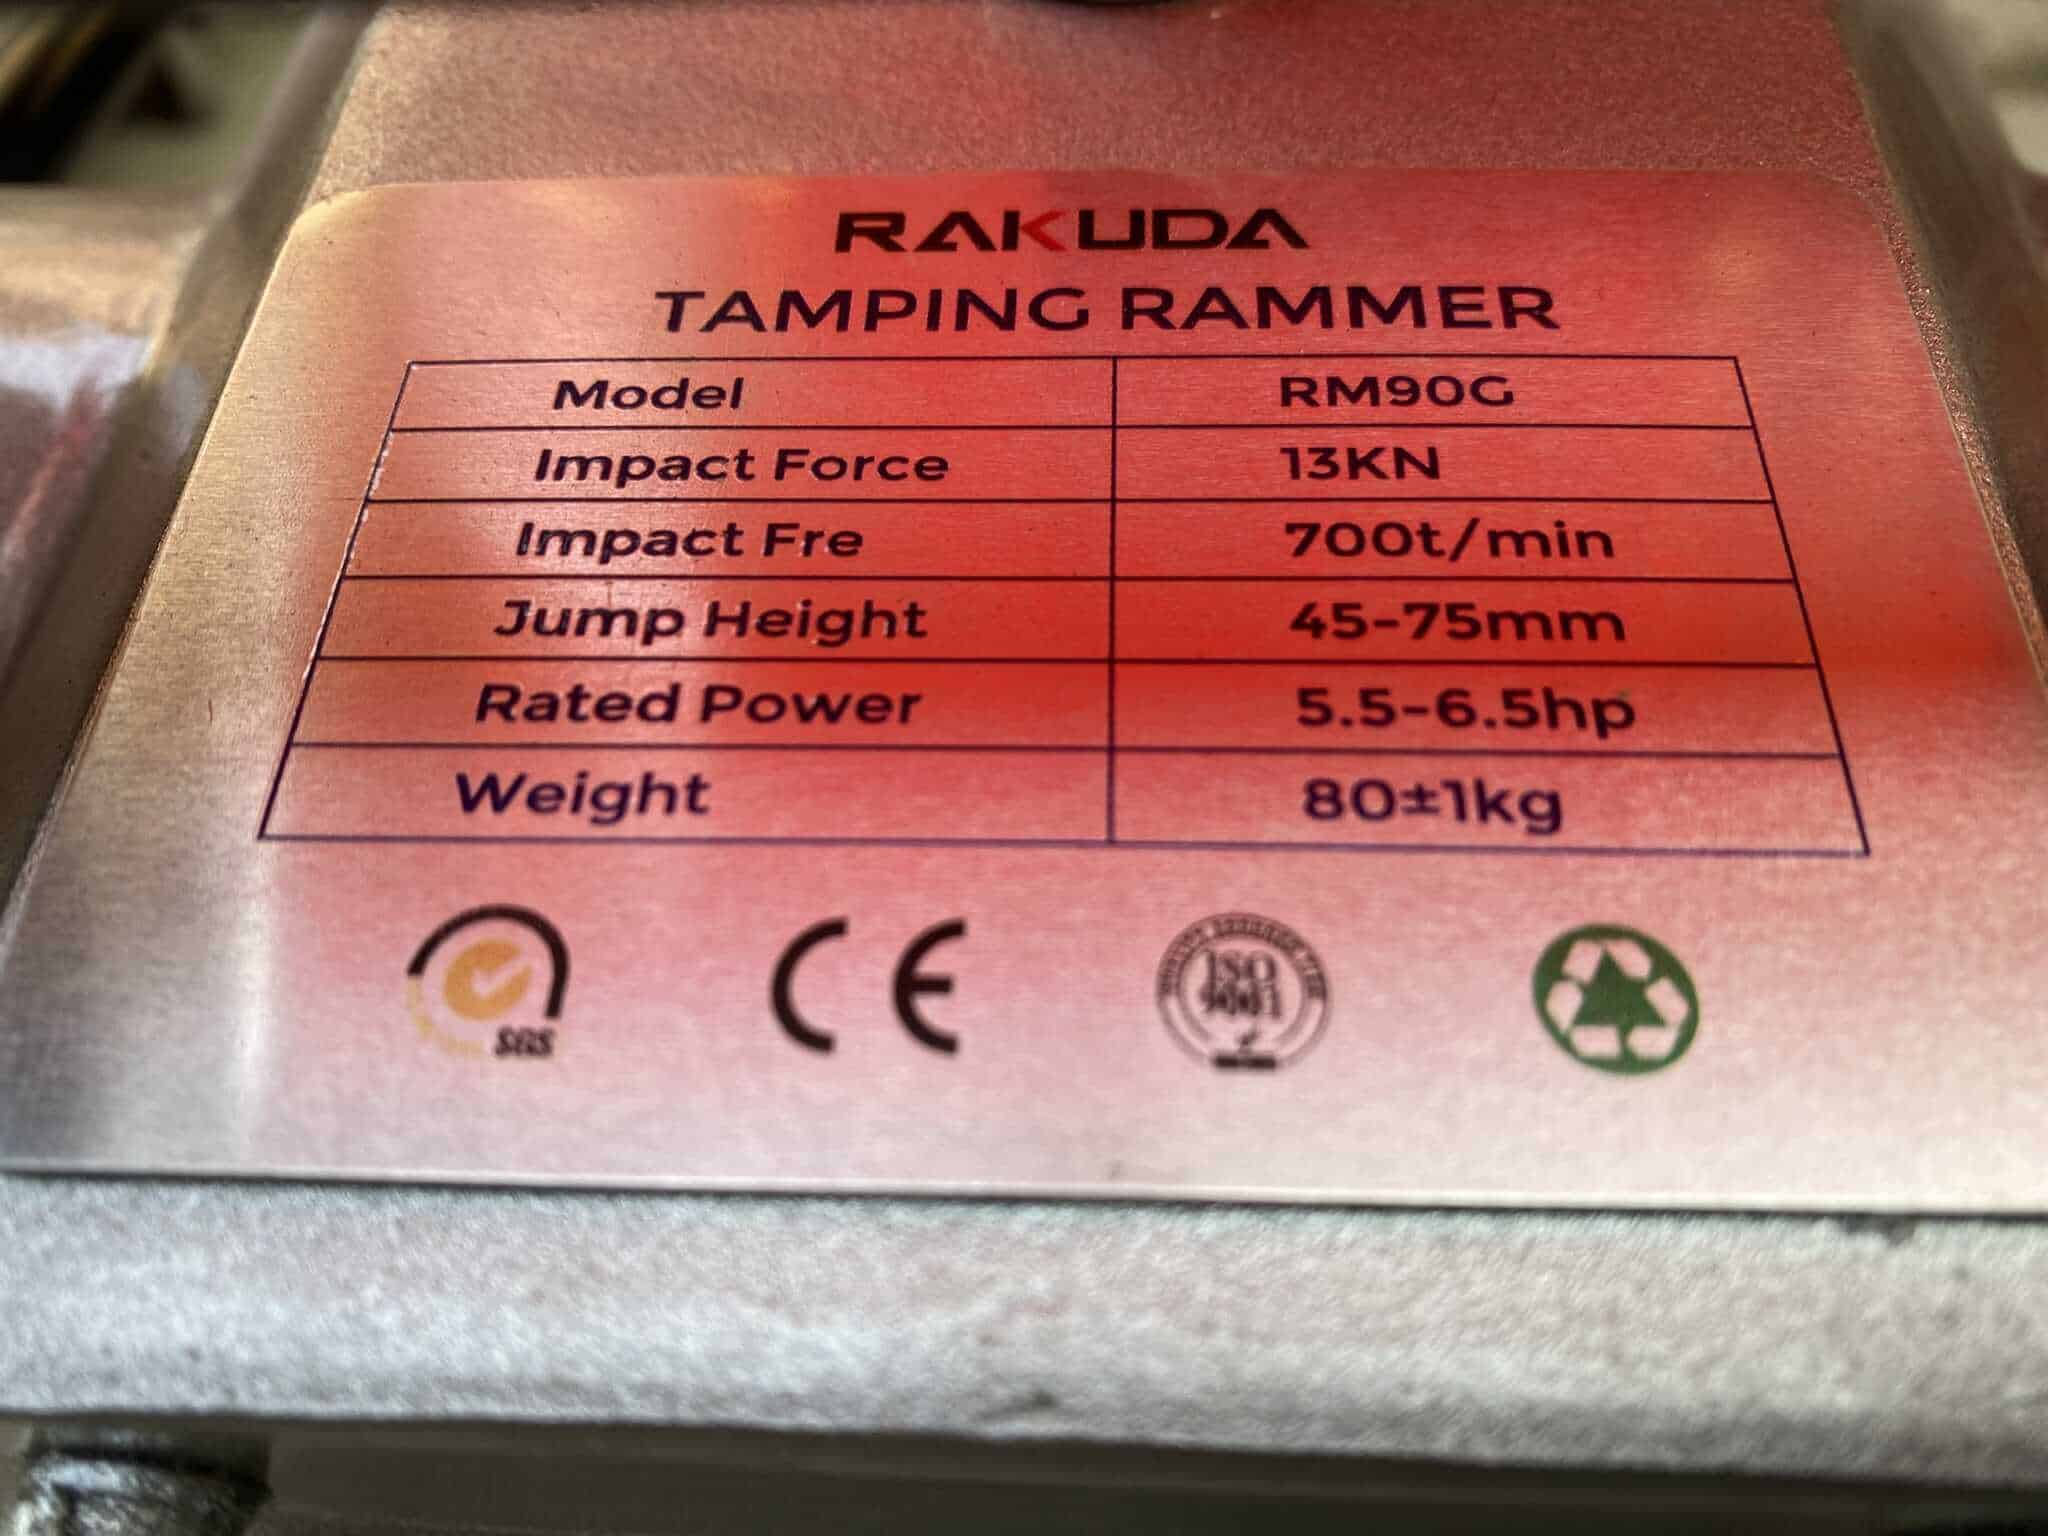 RAKUDA
TAMPING RAMMER
Model RM90G
Impact Force 13KN
Impact Fre 700t/min
Jump Height 45-75mm
Rated Power 5.5-6.5hp
Weight 80±1kg
SGS CE ISO
9001